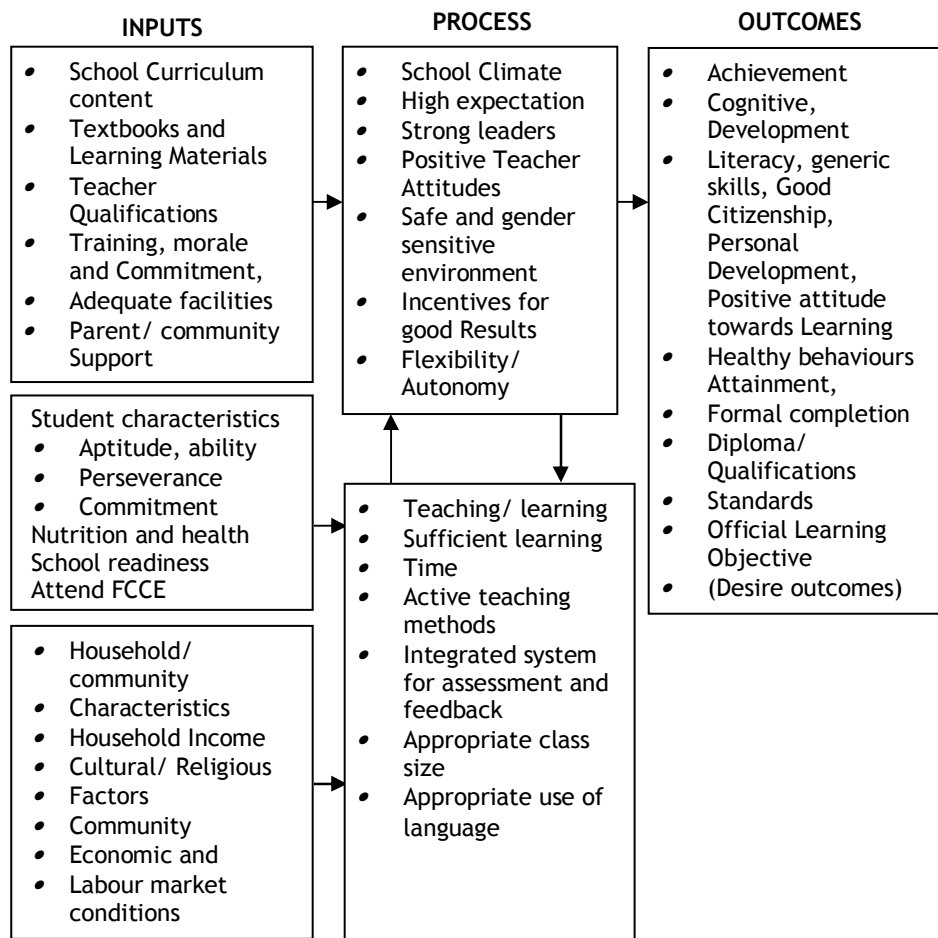 INPUTS
• School Curriculum
content
• Textbooks and
Learning Materials
• Teacher
Qualifications
• Training, morale
and Commitment,
• Adequate facilities
• Parent/ community
Support
Student characteristics
• Aptitude, ability
• Perseverance
• Commitment
Nutrition and health
School readiness
Attend FCCE
• Household/
community
• Characteristics
• Household Income
• Cultural/ Religious
• Factors
• Community
• Economic and
• Labour market
conditions
PROCESS
• School Climate
• High expectation
• Strong leaders
• Positive Teacher
Attitudes
• Safe and gender
sensitive
environment
• Incentives for
good Results
• Flexibility/
Autonomy
• Teaching/ learning
• Sufficient learning
• Time
• Active teaching
methods
• Integrated system
for assessment and
feedback
• Appropriate class
size
• Appropriate use of
language
OUTCOMES
• Achievement
• Cognitive,
Development
• Literacy, generic
skills, Good
Citizenship,
Personal
Development,
Positive attitude
towards Learning
• Healthy behaviours
Attainment,
• Formal completion
• Diploma/
Qualifications
• Standards
• Official Learning
Objective
• (Desire outcomes)